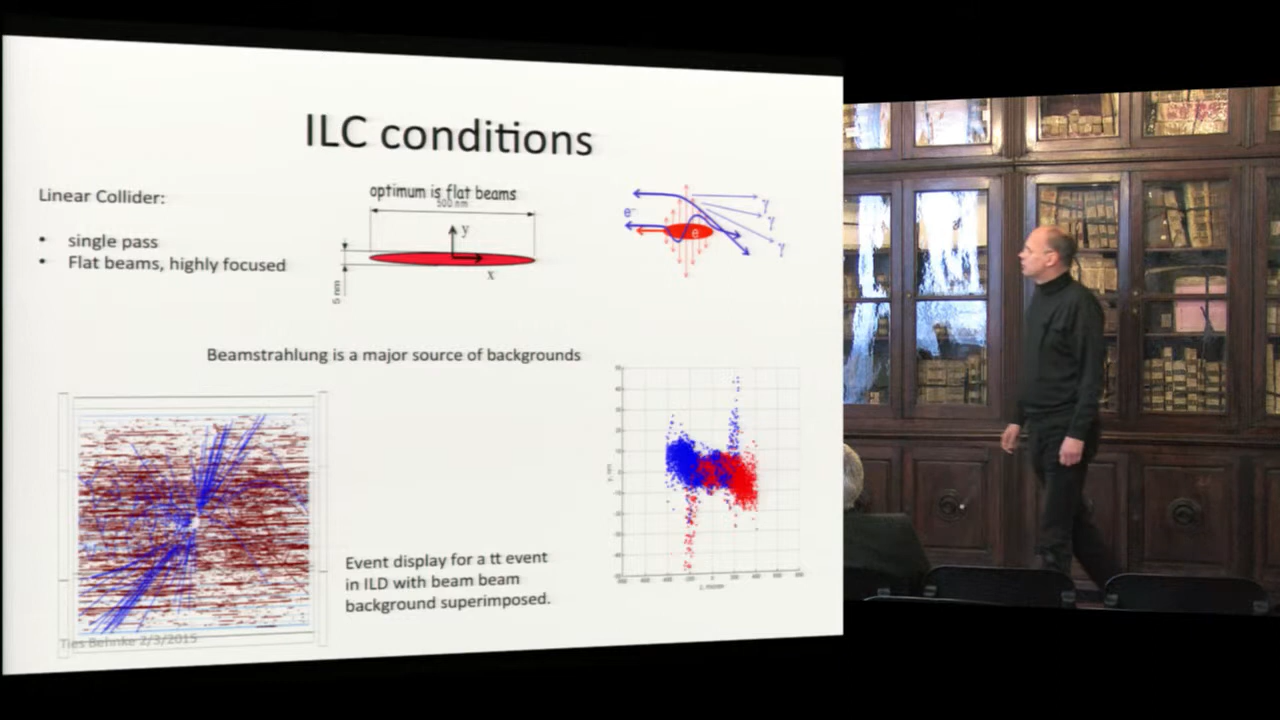 ILC conditions
Linear Collider:
• single pass
• Flat beams, highly focused
optimum is flat beams
500 nm
y
x
5 nm
e⁻
e
γ
γ
γ
Beamstrahlung is a major source of backgrounds
Event display for a tt event
in ILD with beam beam
background superimposed.
Ties Behnke 2/3/2015